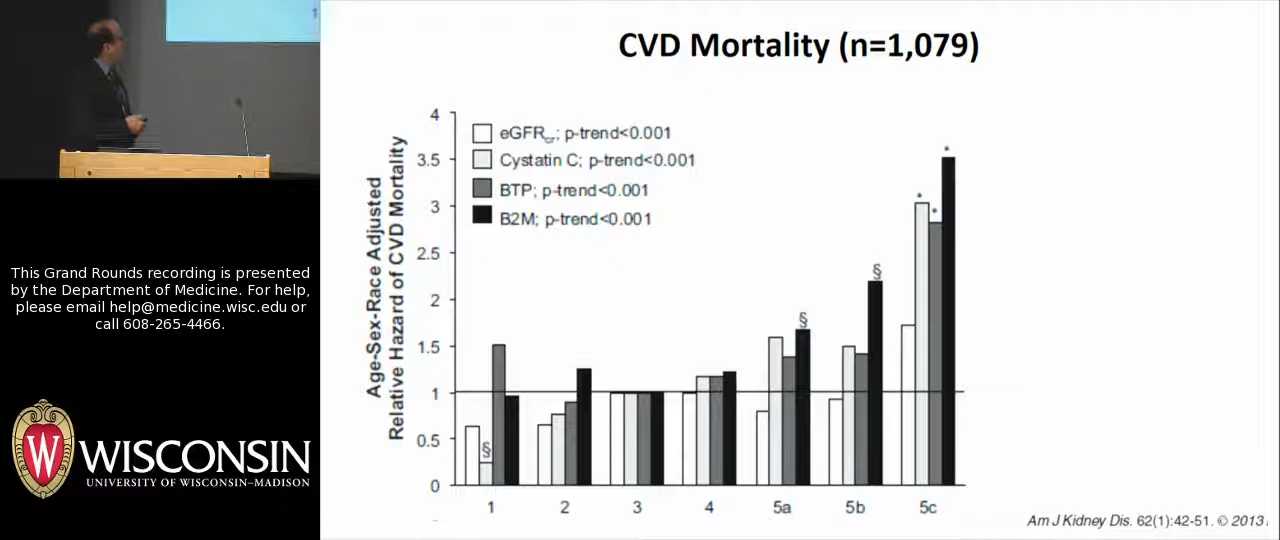 CVD Mortality (n=1,079)
Age-Sex-Race Adjusted
Relative Hazard of CVD Mortality
4
3.5
3
2.5
2
1.5
1
0.5
0
eGFRcr; p-trend<0.001
Cystatin C; p-trend<0.001
BTP; p-trend<0.001
B2M; p-trend<0.001
§
§
§
*
*
*
1
2
3
4
5a
5b
5c
Am J Kidney Dis. 62(1):42-51. © 2013.
This Grand Rounds recording is presented
by the Department of Medicine. For help,
please email help@medicine.wisc.edu or
call 608-265-4466.
W
WISCONSIN
UNIVERSITY OF WISCONSIN–MADISON